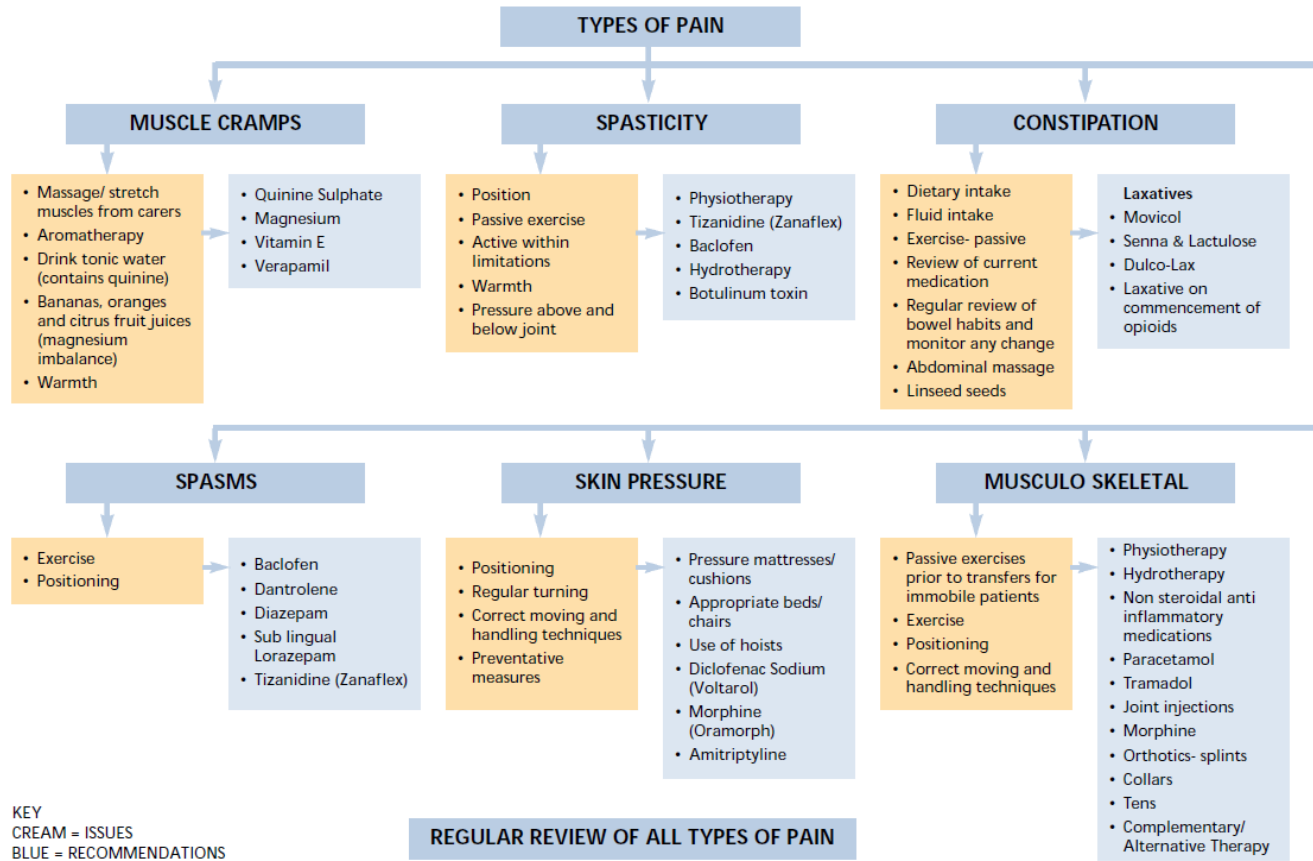 TYPES OF PAIN
MUSCLE CRAMPS
• Massage/ stretch
muscles from carers
• Aromatherapy
• Drink tonic water
(contains quinine)
• Bananas, oranges
and citrus fruit juices
(magnesium
imbalance)
• Warmth
• Quinine Sulphate
• Magnesium
• Vitamin E
• Verapamil
SPASTICITY
• Position
• Passive exercise
• Active within
limitations
• Warmth
• Pressure above and
below joint
• Physiotherapy
• Tizanidine (Zanaflex)
• Baclofen
• Hydrotherapy
• Botulinum toxin
CONSTIPATION
• Dietary intake
• Fluid intake
• Exercise- passive
• Review of current
medication
• Regular review of
bowel habits and
monitor any change
• Abdominal massage
• Linseed seeds
Laxatives
• Movicol
• Senna & Lactulose
• Dulco-Lax
• Laxative on
commencement of
opioids
SPASMS
• Exercise
• Positioning
• Baclofen
• Dantrolene
• Diazepam
• Sub lingual
Lorazepam
• Tizanidine (Zanaflex)
SKIN PRESSURE
• Positioning
• Regular turning
• Correct moving and
handling techniques
• Preventative
measures
• Pressure mattresses/
cushions
• Appropriate beds/
chairs
• Use of hoists
• Diclofenac Sodium
(Voltarol)
• Morphine
(Oramorph)
• Amitriptyline
MUSCULO SKELETAL
• Passive exercises
prior to transfers for
immobile patients
• Exercise
• Positioning
• Correct moving and
handling techniques
• Physiotherapy
• Hydrotherapy
• Non steroidal anti
inflammatory
medications
• Paracetamol
• Tramadol
• Joint injections
• Morphine
• Orthotics- splints
• Collars
• Tens
• Complementary/
Alternative Therapy
KEY
CREAM = ISSUES
BLUE = RECOMMENDATIONS
REGULAR REVIEW OF ALL TYPES OF PAIN